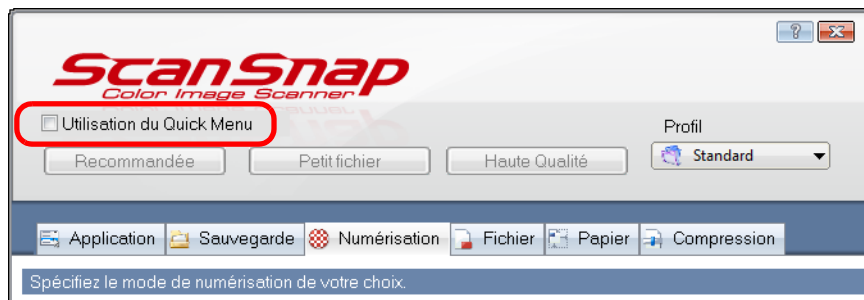 ScanSnap
Color Image Scanner
Utilisation du Quick Menu
Profil
Recommandée Petit fichier Haute Qualité Standard
Application Sauvegarde Numérisation Fichier Papier Compression
Spécifiez le mode de numérisation de votre choix.